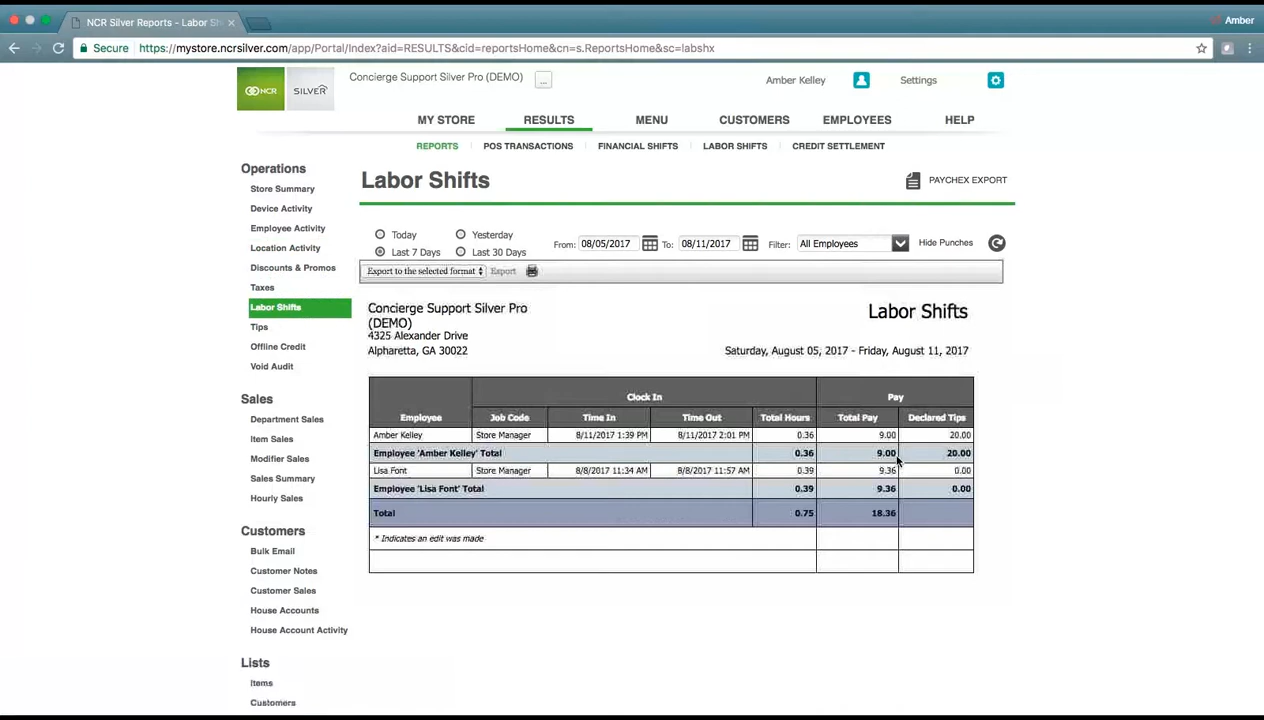 NCR Silver Reports - Labor Sh
Amber
Secure
https://mystore.ncrsilver.com/app/Portal/Index?aid=RESULTS&cid=reportsHome&cn=s.ReportsHome&sc=labshx
NCR SILVER
Concierge Support Silver Pro (DEMO)
...
Amber Kelley
Settings
MY STORE RESULTS MENU CUSTOMERS EMPLOYEES HELP
REPORTS POS TRANSACTIONS FINANCIAL SHIFTS LABOR SHIFTS CREDIT SETTLEMENT
Operations
Store Summary
Device Activity
Employee Activity
Location Activity
Discounts & Promos
Taxes
Labor Shifts
Tips
Offline Credit
Void Audit
Sales
Department Sales
Item Sales
Modifier Sales
Sales Summary
Hourly Sales
Customers
Bulk Email
Customer Notes
Customer Sales
House Accounts
House Account Activity
Lists
Items
Customers
Labor Shifts
PAYCHEX EXPORT
Today Yesterday
Last 7 Days Last 30 Days
From: 08/05/2017 To: 08/11/2017 Filter: All Employees Hide Punches
Export to the selected format Export
Concierge Support Silver Pro
(DEMO)
4325 Alexander Drive
Alpharetta, GA 30022
Labor Shifts
Saturday, August 05, 2017 - Friday, August 11, 2017
Clock In Pay
Employee Job Code Time In Time Out Total Hours Total Pay Declared Tips
Amber Kelley Store Manager 8/11/2017 1:39 PM 8/11/2017 2:01 PM 0.36 9.00 20.00
Employee 'Amber Kelley' Total 0.36 9.00 20.00
Lisa Font Store Manager 8/8/2017 11:34 AM 8/8/2017 11:57 AM 0.39 9.36 0.00
Employee 'Lisa Font' Total 0.39 9.36 0.00
Total 0.75 18.36
* Indicates an edit was made